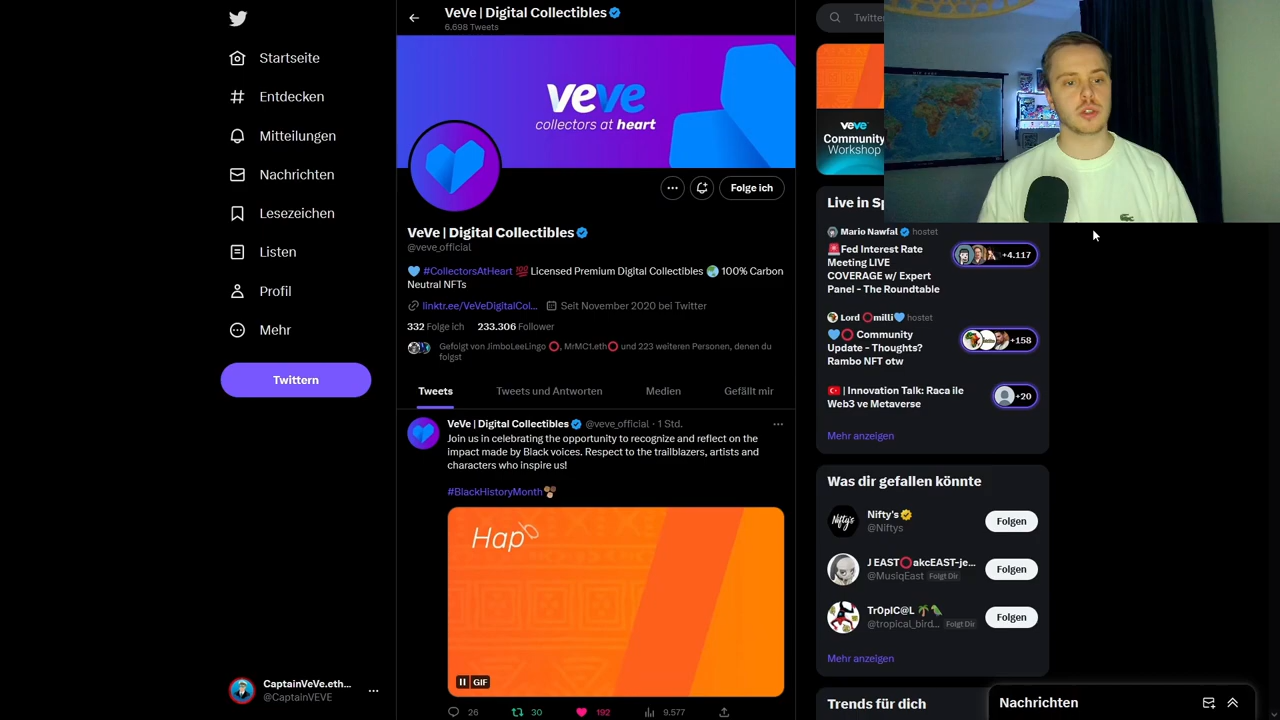 Startseite
Entdecken
Mitteilungen
Nachrichten
Lesezeichen
Listen
Profil
Mehr
Twittern
CaptainVeVe.eth...
@CaptainVEVE
VeVe | Digital Collectibles
6.698 Tweets
veve
collectors at heart
Folge ich
VeVe | Digital Collectibles
@veve_official
💙 #CollectorsAtHeart 💯 Licensed Premium Digital Collectibles 🌏 100% Carbon
Neutral NFTs
linktr.ee/VeVeDigitalCol... Seit November 2020 bei Twitter
332 Folge ich 233.306 Follower
Gefolgt von JimboLeeLingo ⭕, MrMC1.eth⭕ und 223 weiteren Personen, denen du
folgst
Tweets Tweets und Antworten Medien Gefällt mir
VeVe | Digital Collectibles @veve_official · 1 Std.
Join us in celebrating the opportunity to recognize and reflect on the
impact made by Black voices. Respect to the trailblazers, artists and
characters who inspire us!
#BlackHistoryMonth
Hap
GIF
26 30 192 9.577
Twitte
veve
Community
Workshop
Live in Sp
Mario Nawfal hostet
🚨Fed Interest Rate
Meeting LIVE
COVERAGE w/ Expert
Panel - The Roundtable
+4.117
Lord ⭕milli💙 hostet
💙⭕ Community
Update - Thoughts?
Rambo NFT otw
+158
🇹🇷 | Innovation Talk: Raca ile
Web3 ve Metaverse
+20
Mehr anzeigen
Was dir gefallen könnte
Nifty's
@Niftys
Folgen
J EAST⭕akcEAST-je...
@MusiqEast Folgt Dir
Folgen
Tr0pIC@L 🌴🦜
@tropical_bird... Folgt Dir
Folgen
Mehr anzeigen
Trends für dich
Nachrichten